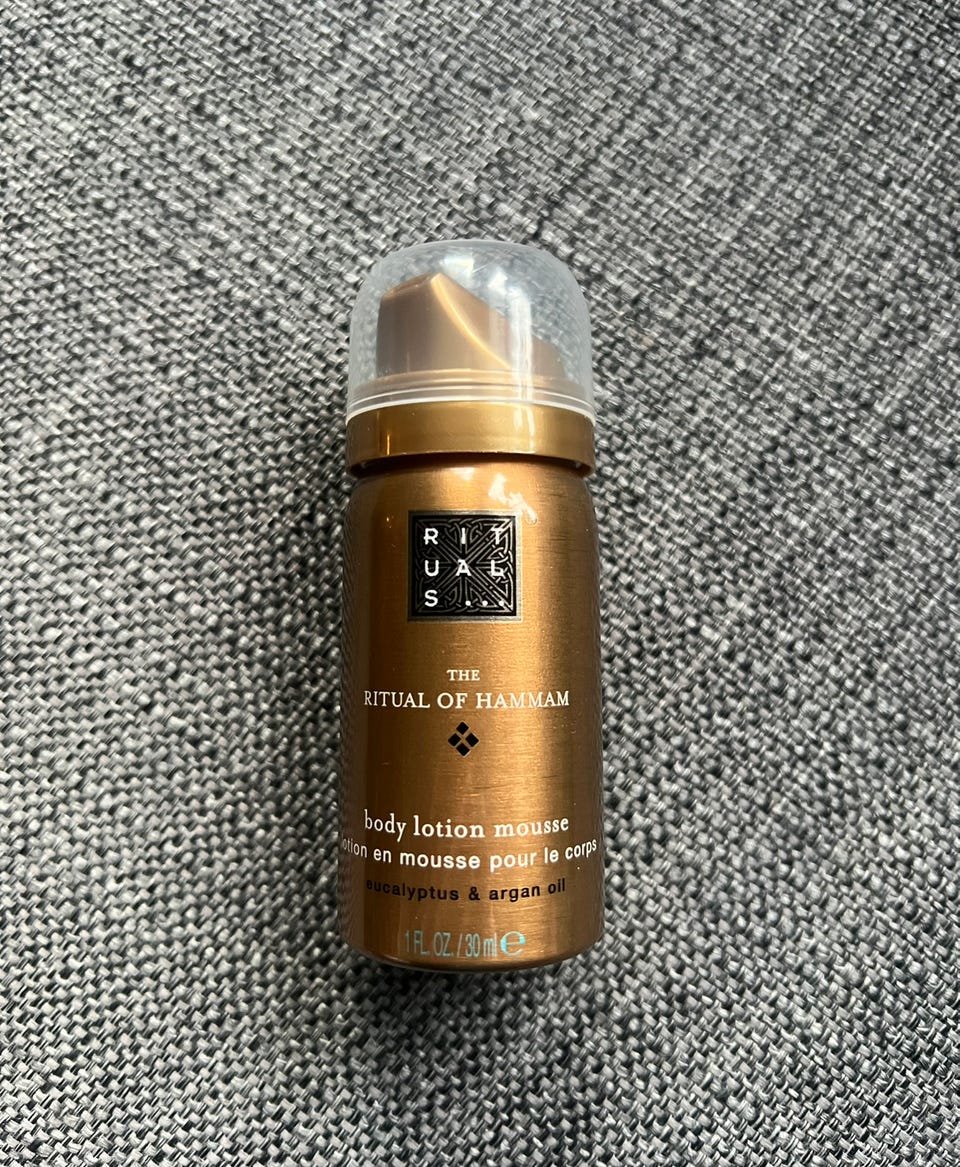 RIT
UAL
S...
THE
RITUAL OF HAMMAM
body lotion mousse
lotion en mousse pour le corps
eucalyptus & argan oil
1 FL. OZ. / 30 ml ℮